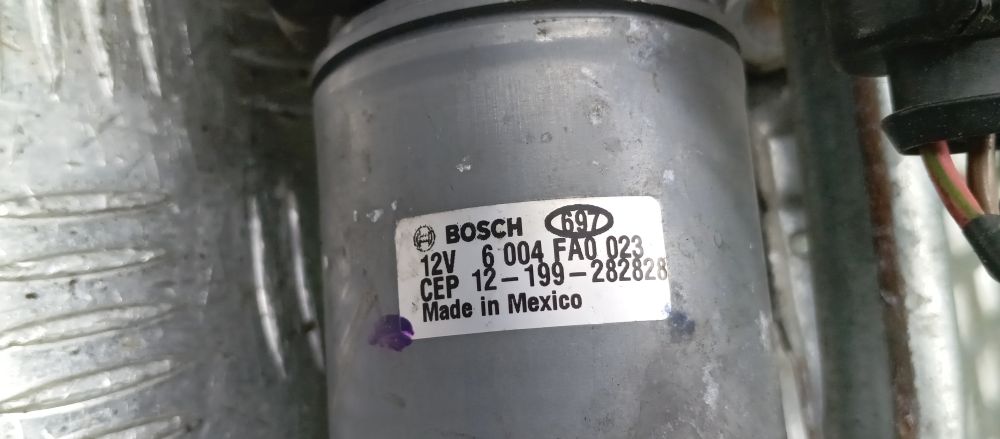 BOSCH 697
12V 6 004 FA0 023
CEP 12-199-282828
Made in Mexico